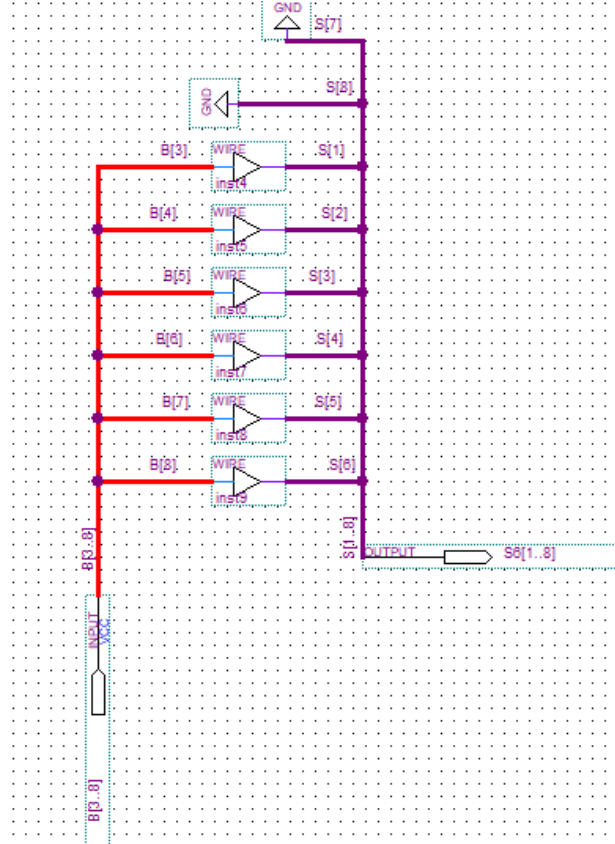 GND
S[7]
S[8].
GND
B[3]. WIRE S[1]
inst4
B[4]. WIRE S[2]
inst5
B[5] WIRE S[3]
inst6
B[6] WIRE S[4]
inst7
B[7]. WIRE S[5]
inst8
B[8]. WIRE S[6]
inst9
B[3..8]
S[1..8]
OUTPUT S6[1..8]
INPUT
VCC
B[3..8]